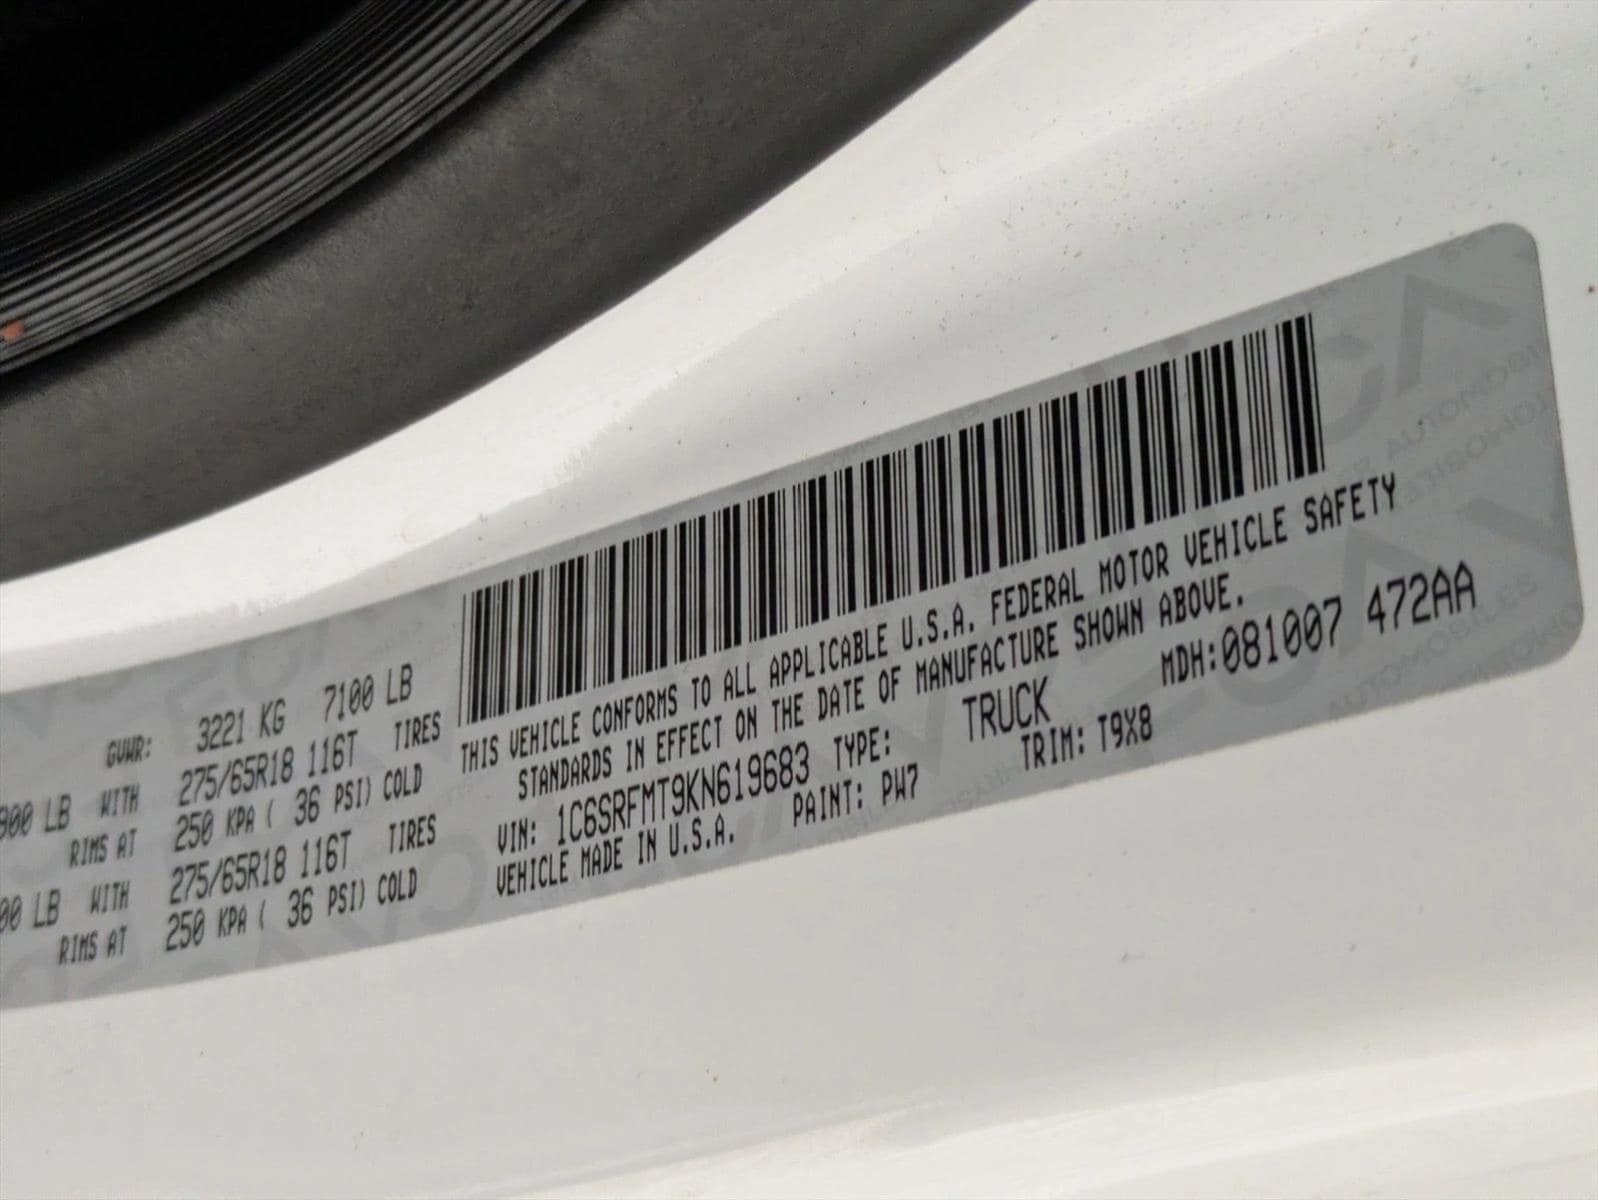 GVWR: 3221 KG 7100 LB
WITH 275/65R18 116T TIRES
RIMS AT 250 KPA ( 36 PSI) COLD
LB WITH 275/65R18 116T TIRES
RIMS AT 250 KPA ( 36 PSI) COLD
THIS VEHICLE CONFORMS TO ALL APPLICABLE U.S.A. FEDERAL MOTOR VEHICLE SAFETY
STANDARDS IN EFFECT ON THE DATE OF MANUFACTURE SHOWN ABOVE.
VIN: 1C6SRFMT9KN619683 TYPE: TRUCK MDH:081007 472AA
VEHICLE MADE IN U.S.A. PAINT: PW7 TRIM: T9X8